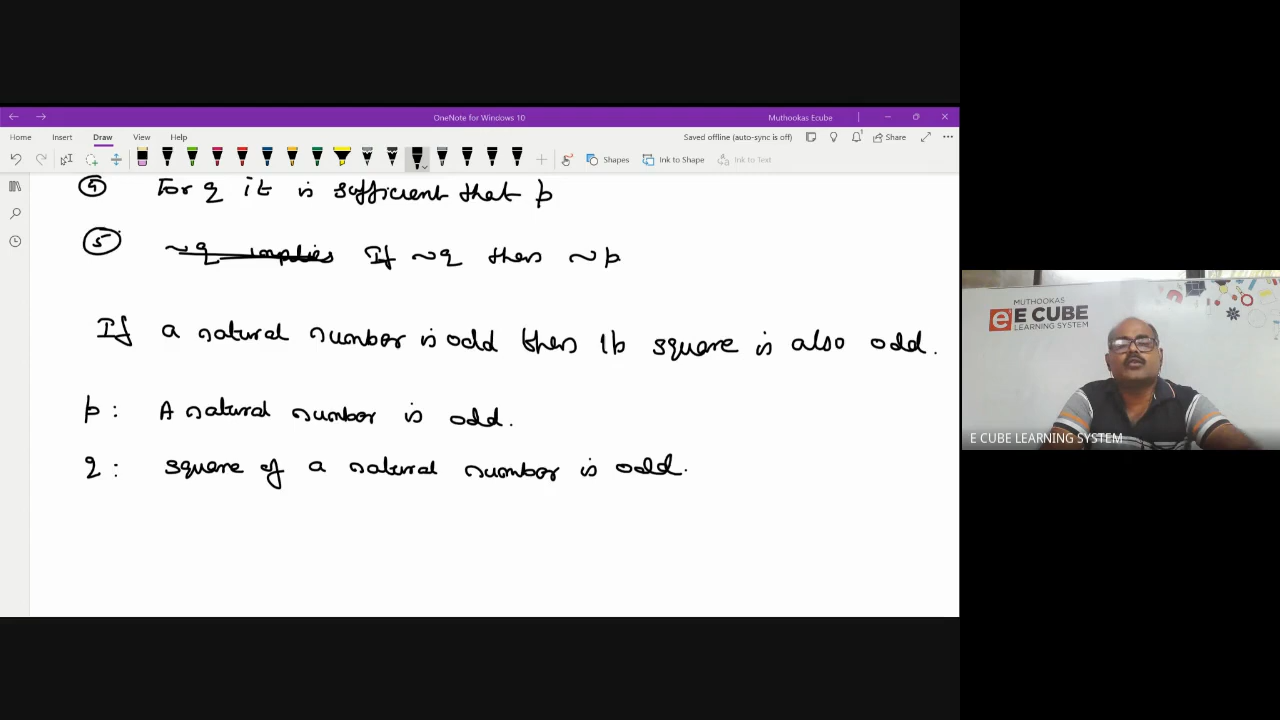 OneNote for Windows 10
Muthookas Ecube
Home Insert Draw View Help
Saved offline (auto-sync is off)
Share
Shapes
Ink to Shape
Ink to Text
④ For q it is sufficient that p
⑤ ~q implies If ~q then ~p
If a natural number is odd then its square is also odd.
p: A natural number is odd.
q: square of a natural number is odd.
MUTHOOKAS
e E CUBE
LEARNING SYSTEM
E CUBE LEARNING SYSTEM